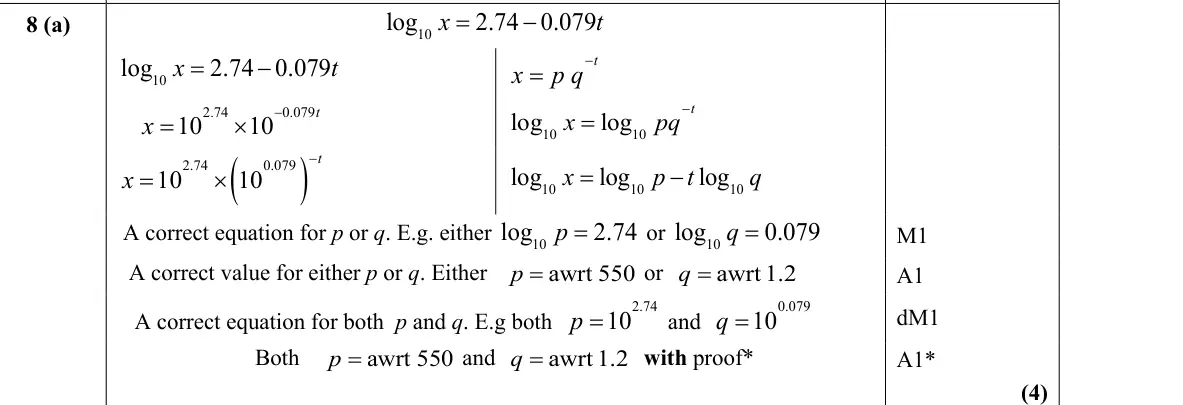 8 (a)
log₁₀ x = 2.74 − 0.079t
log₁₀ x = 2.74 − 0.079t
x = 10^2.74 × 10^−0.079t
x = 10^2.74 × (10^0.079)^−t
x = p q^−t
log₁₀ x = log₁₀ pq^−t
log₁₀ x = log₁₀ p − t log₁₀ q
A correct equation for p or q. E.g. either log₁₀ p = 2.74 or log₁₀ q = 0.079 M1
A correct value for either p or q. Either p = awrt 550 or q = awrt 1.2 A1
A correct equation for both p and q. E.g both p = 10^2.74 and q = 10^0.079 dM1
Both p = awrt 550 and q = awrt 1.2 with proof* A1*
(4)